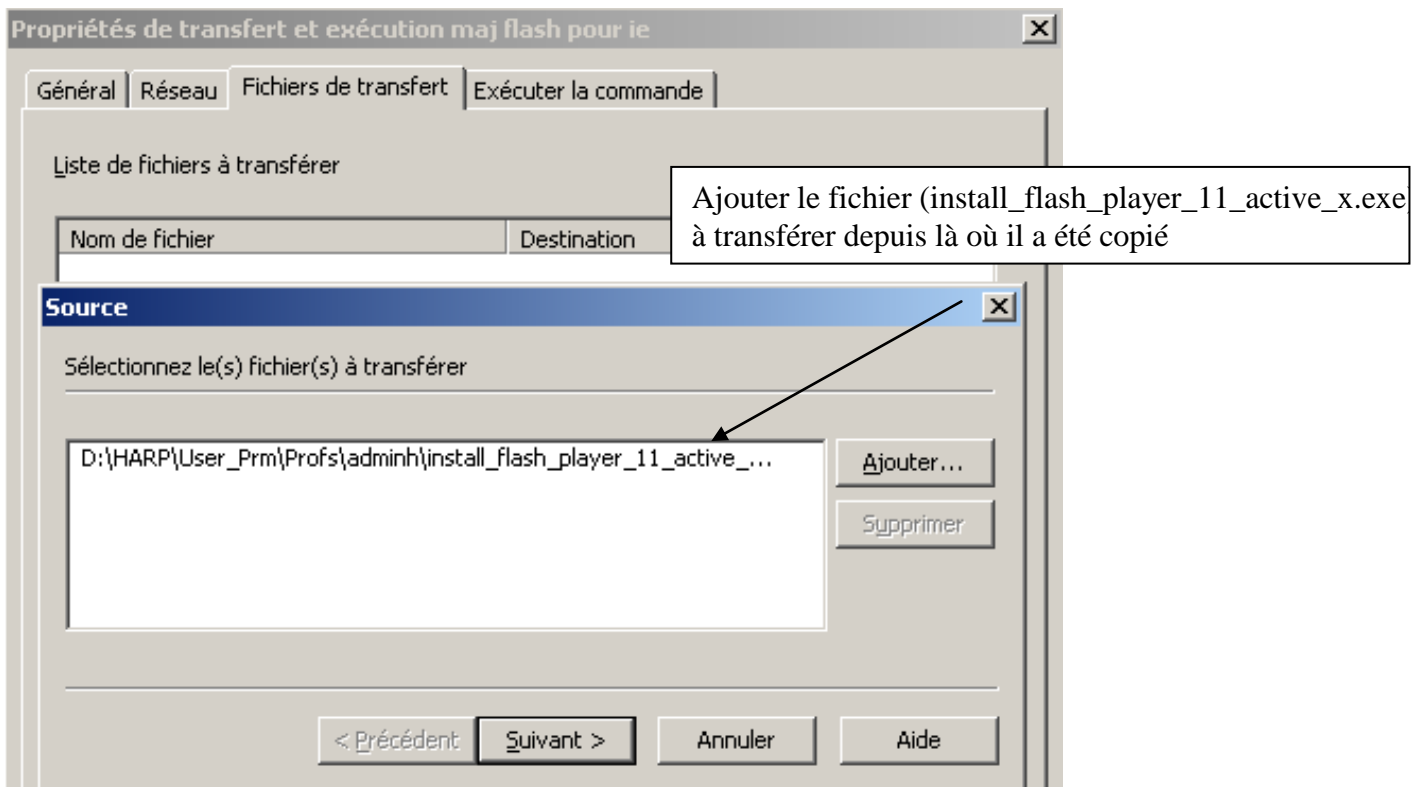 Propriétés de transfert et exécution maj flash pour ie
Général Réseau Fichiers de transfert Exécuter la commande
Liste de fichiers à transférer
Ajouter le fichier (install_flash_player_11_active_x.exe)
à transférer depuis là où il a été copié
Nom de fichier Destination
Source
Sélectionnez le(s) fichier(s) à transférer
D:\HARP\User_Prm\Profs\adminh\install_flash_player_11_active_...
Ajouter...
Supprimer
< Précédent Suivant > Annuler Aide